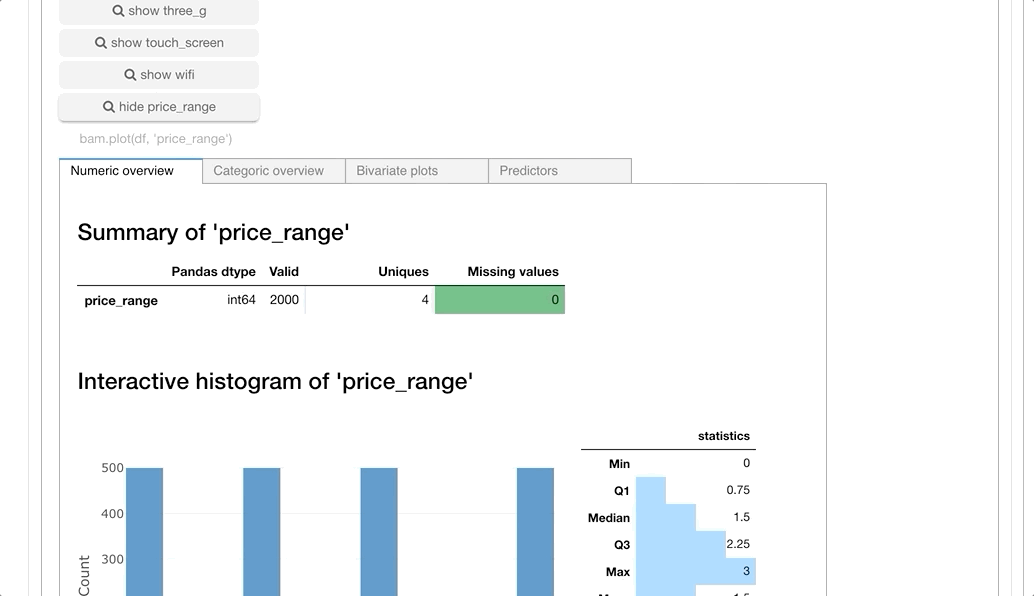 show three_g
show touch_screen
show wifi
hide price_range
bam.plot(df, 'price_range')
Numeric overview Categoric overview Bivariate plots Predictors
Summary of 'price_range'
Pandas dtype Valid Uniques Missing values
price_range int64 2000 4 0
Interactive histogram of 'price_range'
statistics
Min 0
Q1 0.75
Median 1.5
Q3 2.25
Max 3
500
400
300
Count